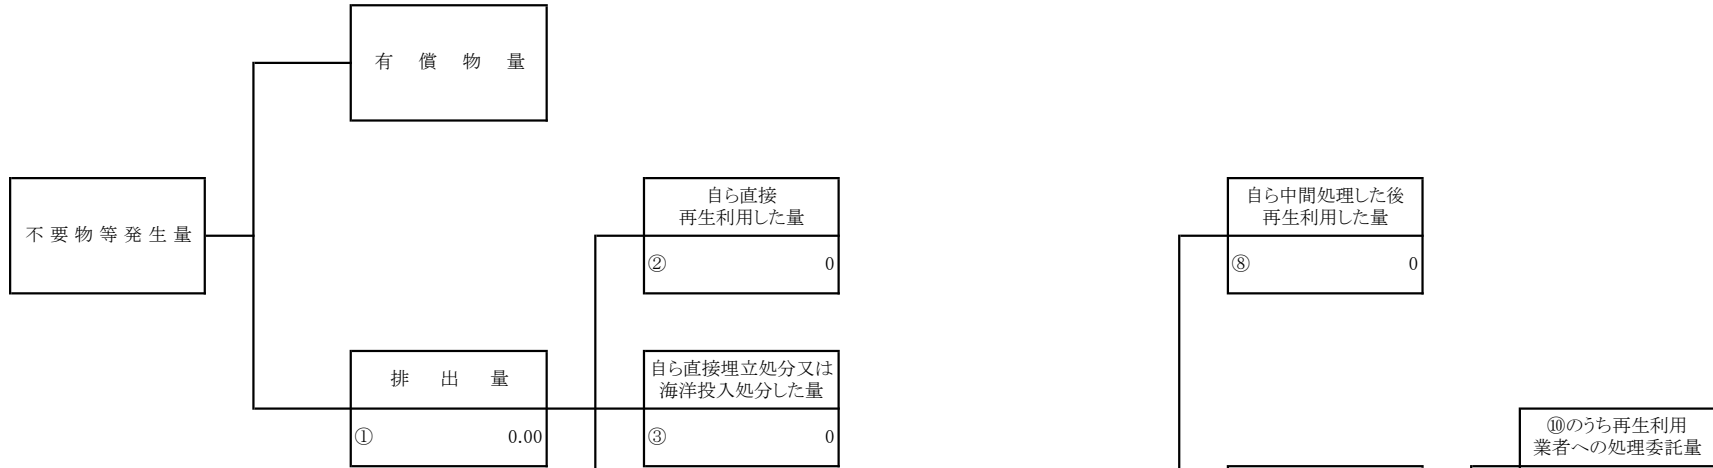 有 償 物 量
不 要 物 等 発 生 量
自ら直接
再生利用した量
② 0
自ら中間処理した後
再生利用した量
⑧ 0
排 出 量
① 0.00
自ら直接埋立処分又は
海洋投入処分した量
③ 0
⑩のうち再生利用
業者への処理委託量